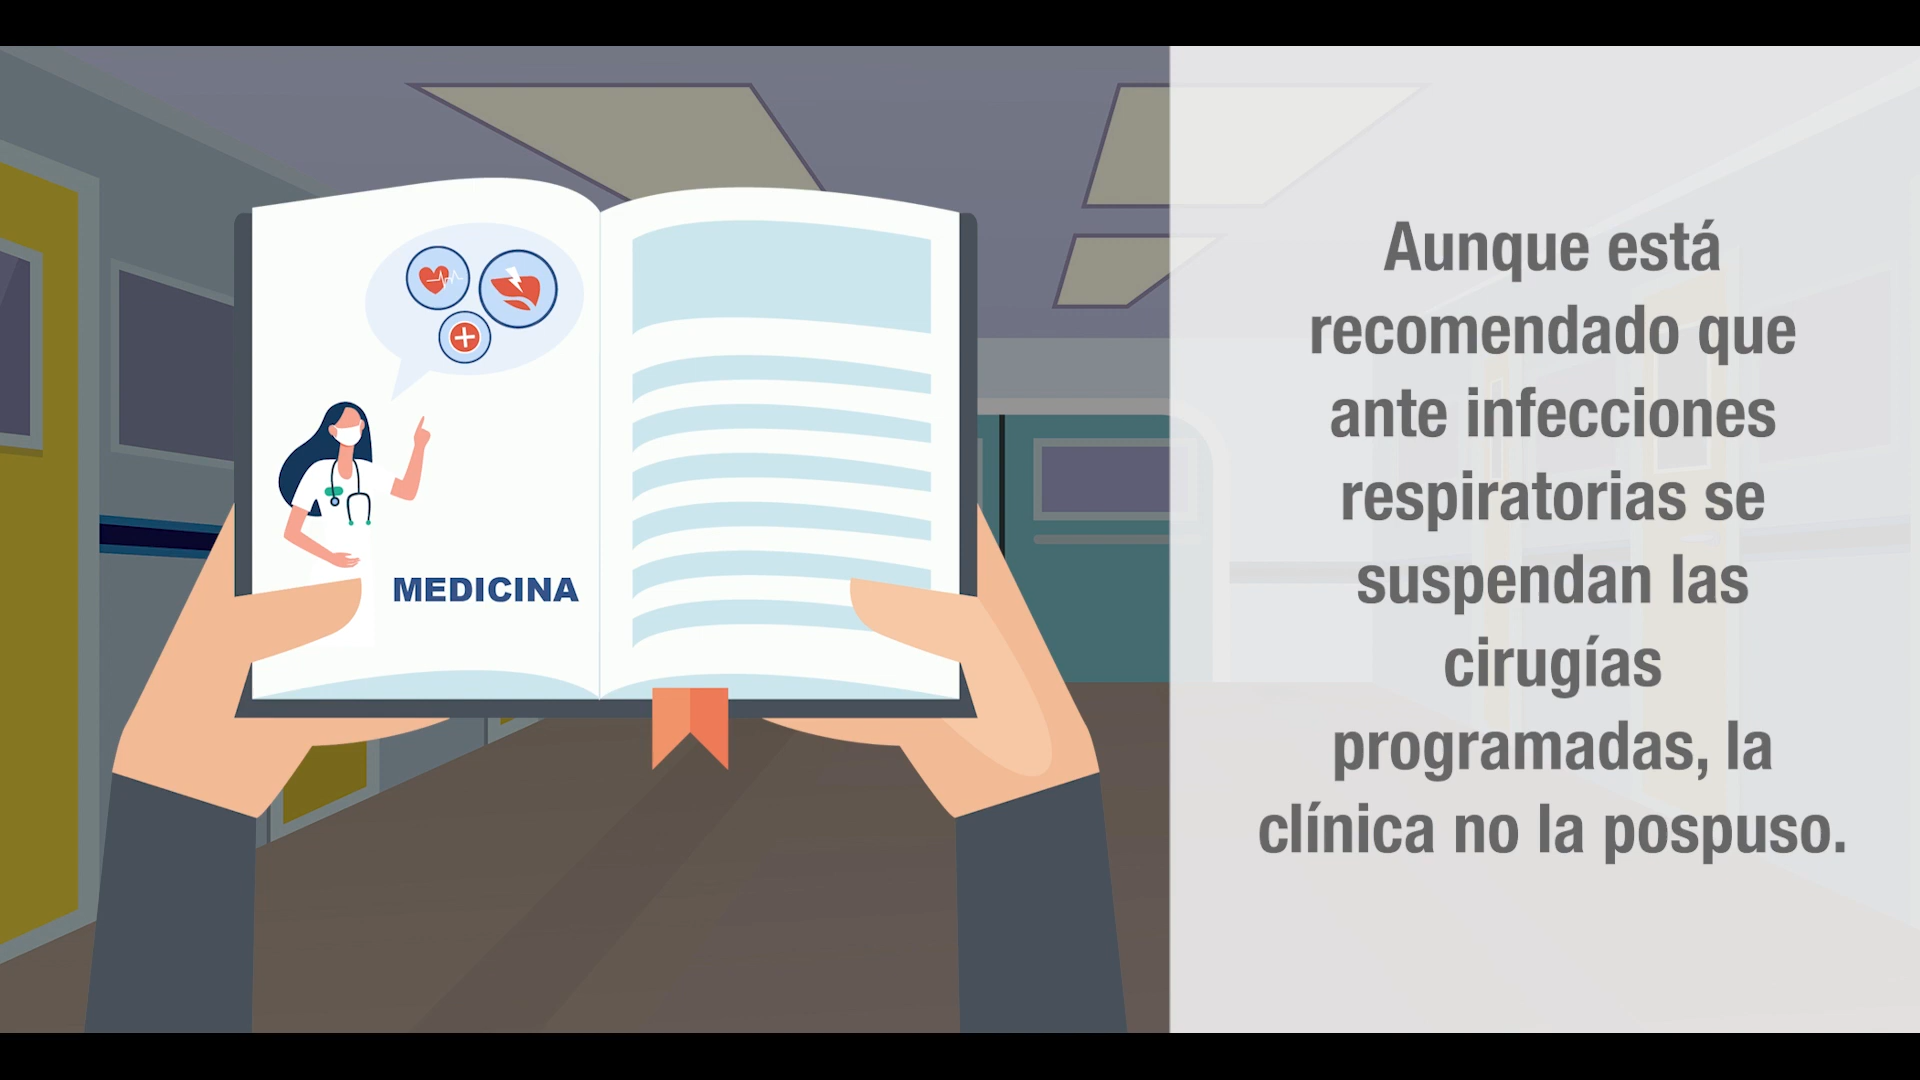 MEDICINA
Aunque está
recomendado que
ante infecciones
respiratorias se
suspendan las
cirugías
programadas, la
clínica no la pospuso.